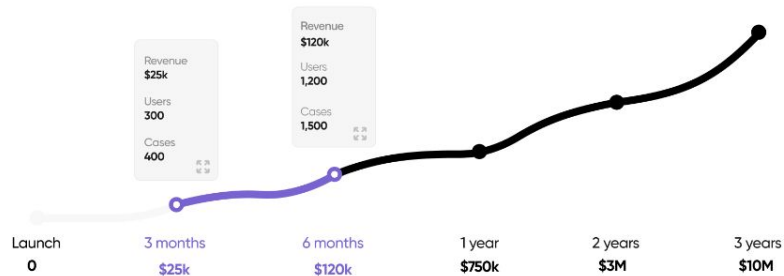 Revenue
$25k
Users
300
Cases
400
Revenue
$120k
Users
1,200
Cases
1,500
Launch
0
3 months
$25k
6 months
$120k
1 year
$750k
2 years
$3M
3 years
$10M